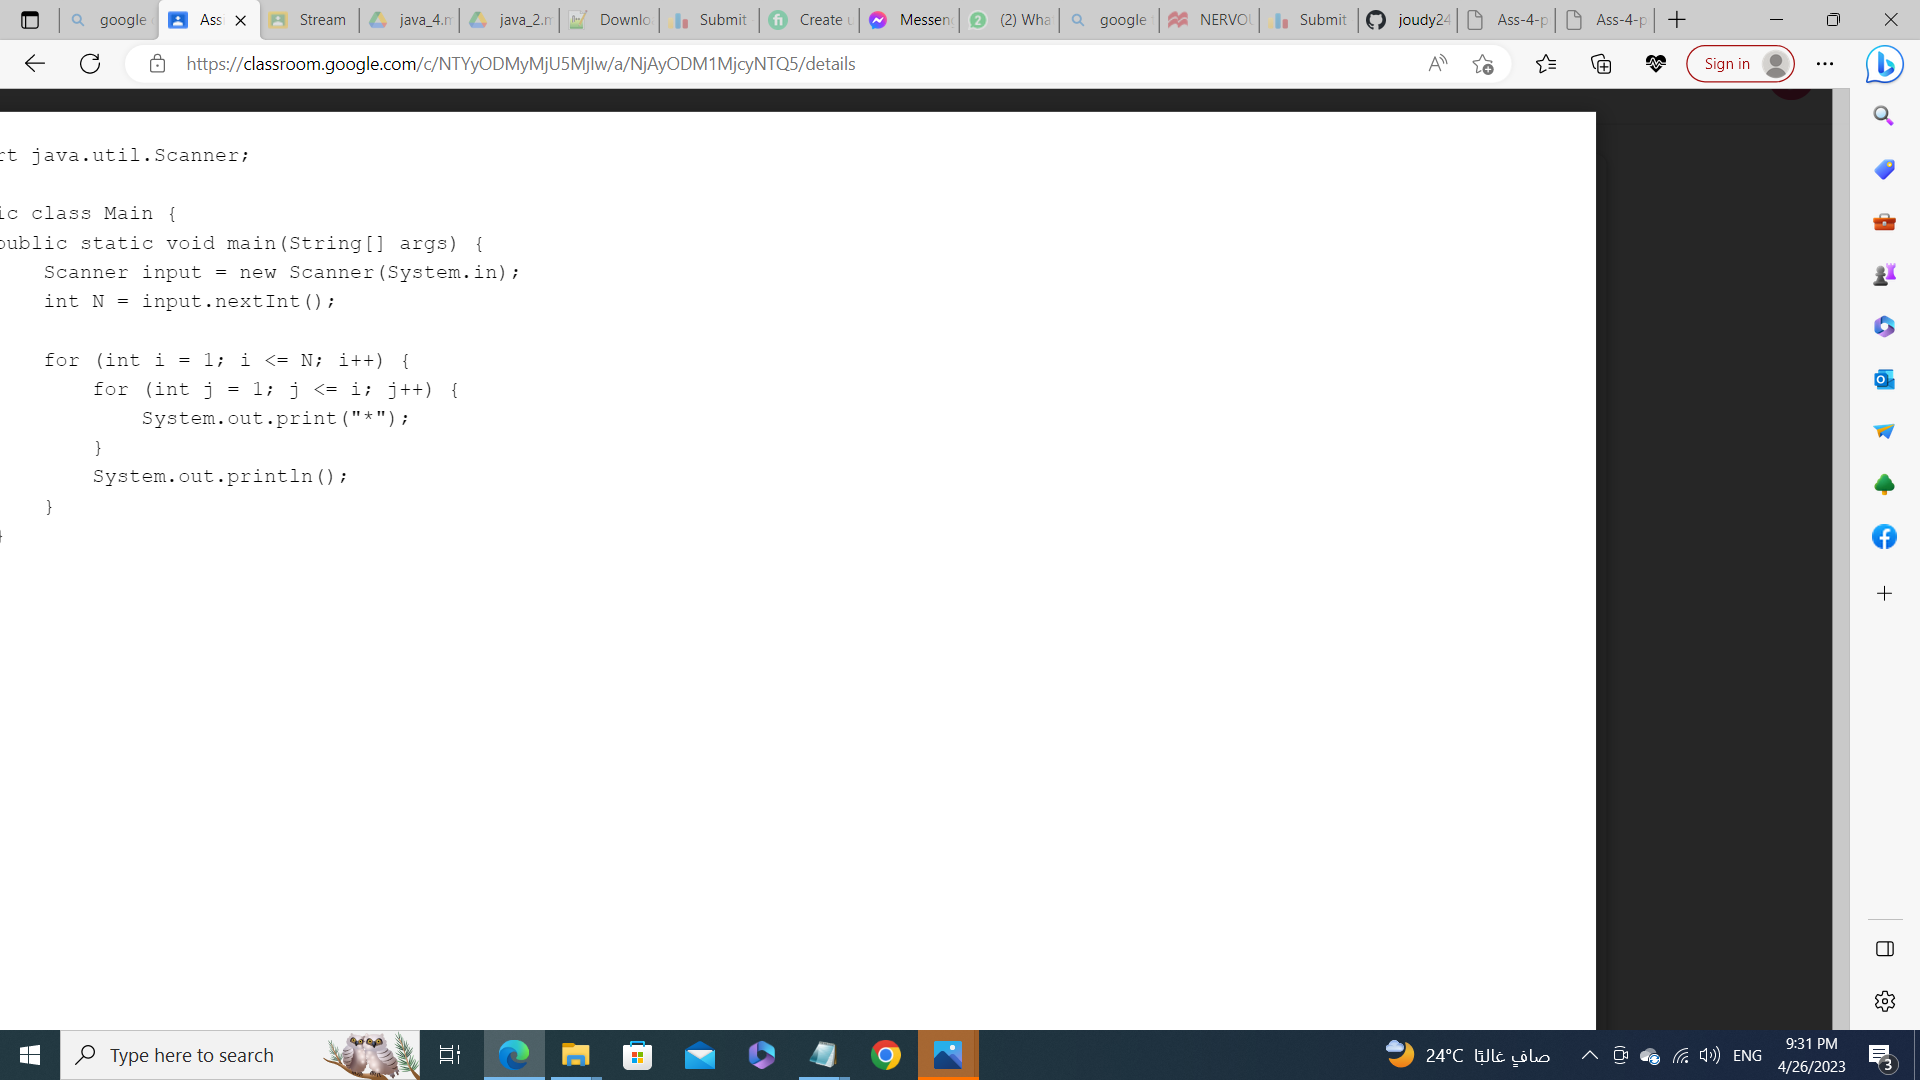 google
Ass
Stream
java_4.m
java_2.m
Downlo
Submit
Create u
Messeng
(2) Wha
google
NERVOU
Submit
joudy24
Ass-4-p
Ass-4-p
https://classroom.google.com/c/NTYyODMyMjU5MjIw/a/NjAyODM1MjcyNTQ5/details
Sign in
rt java.util.Scanner;
ic class Main {
public static void main(String[] args) {
Scanner input = new Scanner(System.in);
int N = input.nextInt();
for (int i = 1; i <= N; i++) {
for (int j = 1; j <= i; j++) {
System.out.print("*");
}
System.out.println();
}
}
Type here to search
24°C صافٍ غالبًا
ENG
9:31 PM
4/26/2023
3